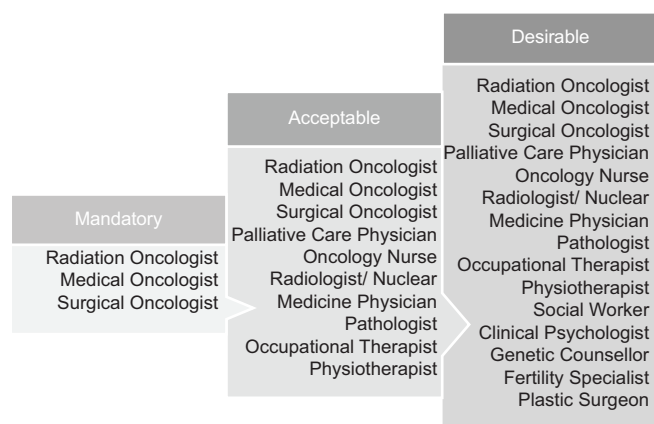 Mandatory
Radiation Oncologist
Medical Oncologist
Surgical Oncologist
Acceptable
Radiation Oncologist
Medical Oncologist
Surgical Oncologist
Palliative Care Physician
Oncology Nurse
Radiologist/ Nuclear
Medicine Physician
Pathologist
Occupational Therapist
Physiotherapist
Desirable
Radiation Oncologist
Medical Oncologist
Surgical Oncologist
Palliative Care Physician
Oncology Nurse
Radiologist/ Nuclear
Medicine Physician
Pathologist
Occupational Therapist
Physiotherapist
Social Worker
Clinical Psychologist
Genetic Counsellor
Fertility Specialist
Plastic Surgeon